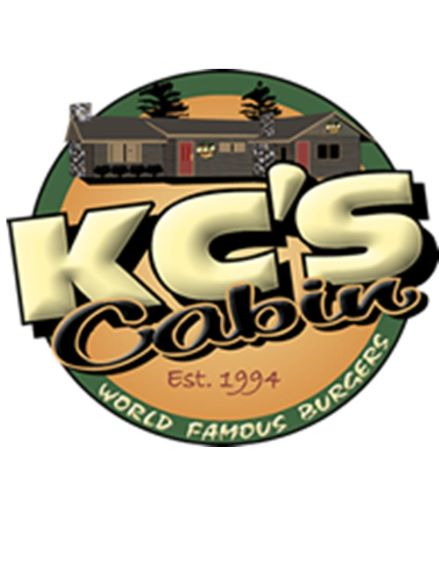 KC'S
Cabin
Est. 1994
WORLD FAMOUS BURGERS